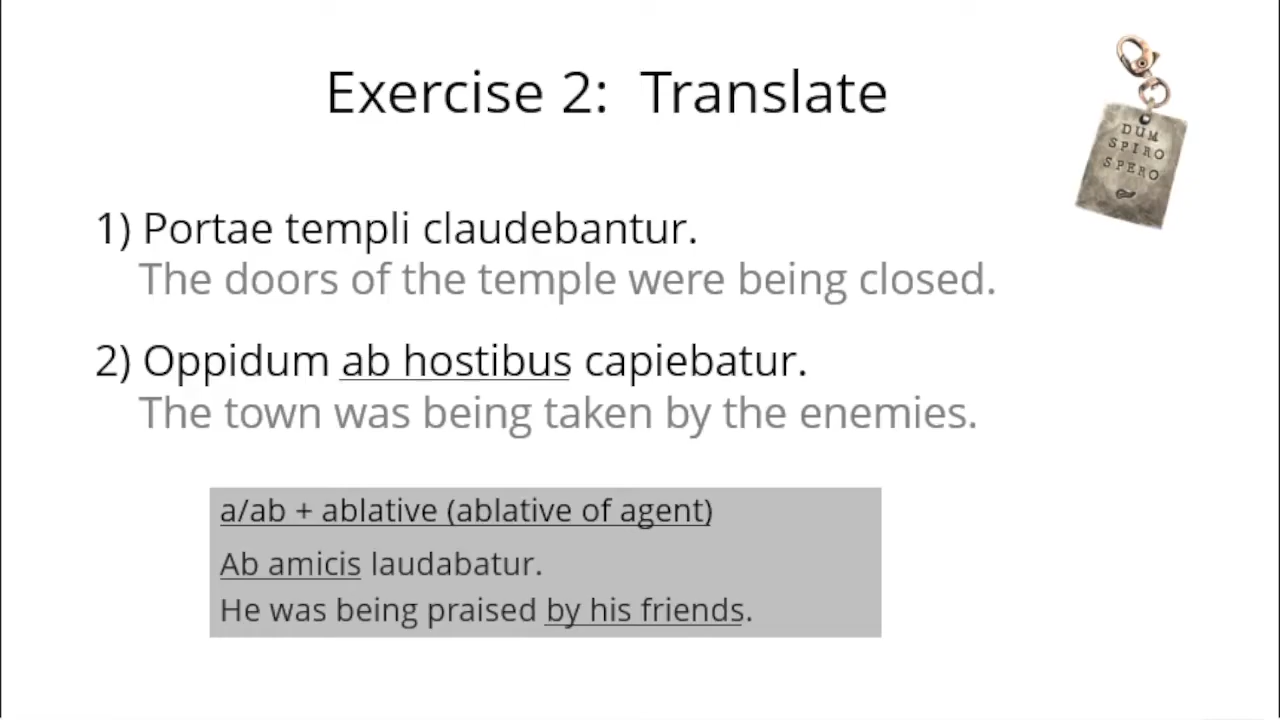 Exercise 2: Translate
DUM
SPIRO
SPERO
1) Portae templi claudebantur.
The doors of the temple were being closed.
2) Oppidum ab hostibus capiebatur.
The town was being taken by the enemies.
a/ab + ablative (ablative of agent)
Ab amicis laudabatur.
He was being praised by his friends.